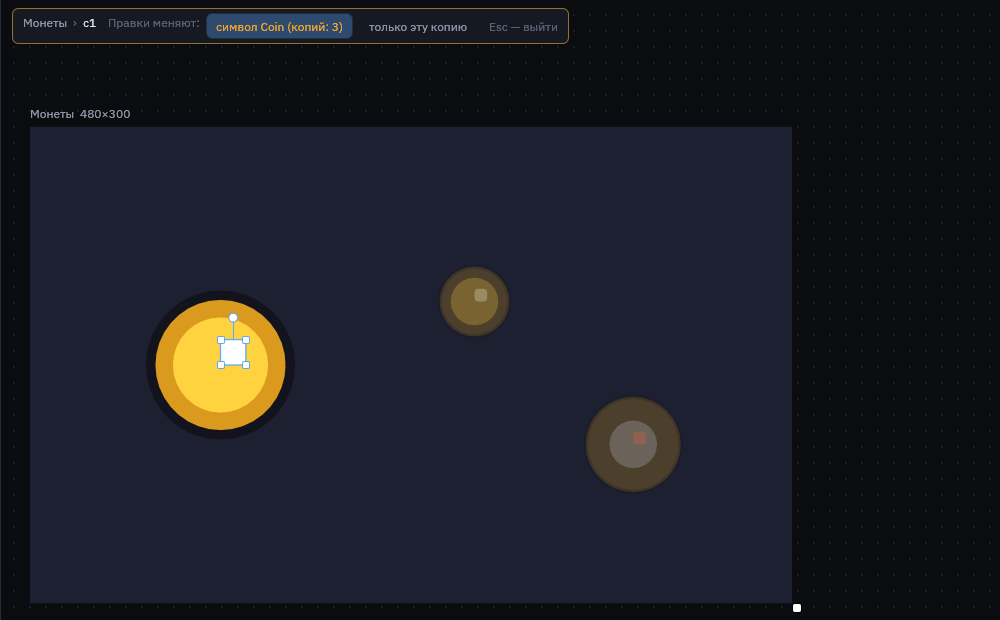 Монеты › c1 Правки меняют: символ Coin (копий: 3) только эту копию Esc — выйти
Монеты 480×300